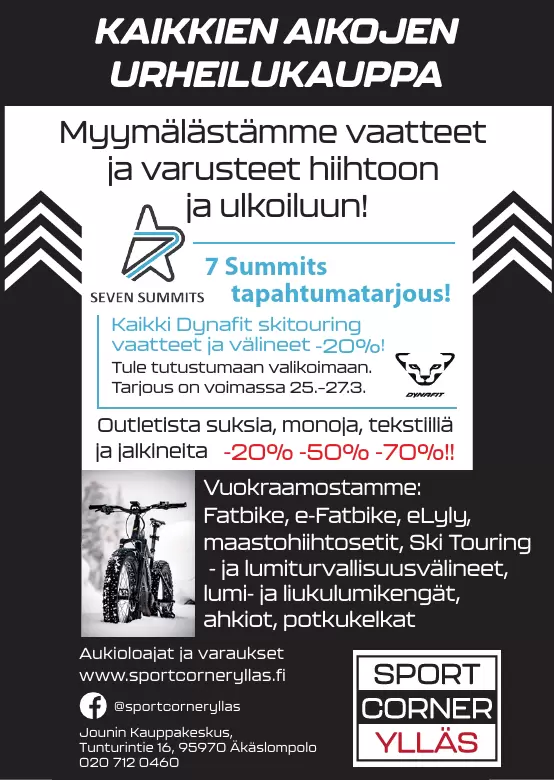 KAIKKIEN AIKOJEN
URHEILUKAUPPA
Myymälästämme vaatteet
ja varusteet hiihtoon
ja ulkoiluun!
SEVEN SUMMITS
7 Summits
tapahtumatarjous!
Kaikki Dynafit skitouring
vaatteet ja välineet -20%!
Tule tutustumaan valikoimaan.
Tarjous on voimassa 25.-27.3.
DYNAFIT
Outletista suksia, monoja, tekstiillä
ja jalkineita -20% -50% -70%!!
Vuokraamostamme:
Fatbike, e-Fatbike, eLyly,
maastohiihtosetit, Ski Touring
- ja lumiturvallisuusvälineet,
lumi- ja liukulumikengät,
ahkiot, potkukelkat
Aukioloajat ja varaukset
www.sportcorneryllas.fi
@sportcorneryllas
Jounin Kauppakeskus,
Tunturintie 16, 95970 Äkäslompolo
020 712 0460
SPORT
CORNER
YLLÄS